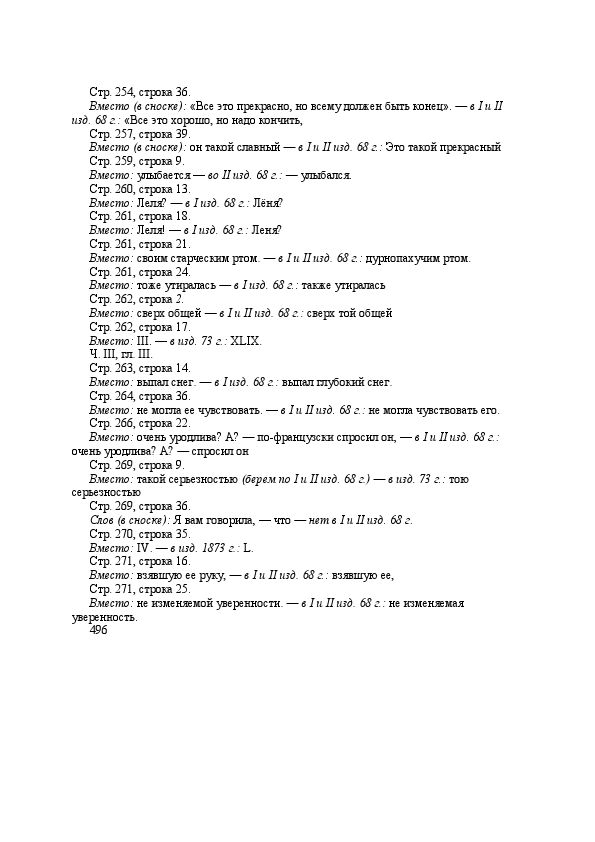 Стр. 254, строка 36.
Вместо (в сноске): «Все это прекрасно, но всему должен быть конец». — в I и II
изд. 68 г.: «Все это хорошо, но надо кончить,
Стр. 257, строка 39.
Вместо (в сноске): он такой славный — в I и II изд. 68 г.: Это такой прекрасный
Стр. 259, строка 9.
Вместо: улыбается — во II изд. 68 г.: — улыбался.
Стр. 260, строка 13.
Вместо: Леля? — в I изд. 68 г.: Лёня?
Стр. 261, строка 18.
Вместо: Леля! — в I изд. 68 г.: Леня?
Стр. 261, строка 21.
Вместо: своим старческим ртом. — в I и II изд. 68 г.: дурнопахучим ртом.
Стр. 261, строка 24.
Вместо: тоже утиралась — в I изд. 68 г.: также утиралась
Стр. 262, строка 2.
Вместо: сверх общей — в I и II изд. 68 г.: сверх той общей
Стр. 262, строка 17.
Вместо: III. — в изд. 73 г.: XLIX.
Ч. III, гл. III.
Стр. 263, строка 14.
Вместо: выпал снег. — в I изд. 68 г.: выпал глубокий снег.
Стр. 264, строка 36.
Вместо: не могла ее чувствовать. — в I и II изд. 68 г.: не могла чувствовать его.
Стр. 266, строка 22.
Вместо: очень уродлива? А? — по-французски спросил он, — в I и II изд. 68 г.:
очень уродлива? А? — спросил он
Стр. 269, строка 9.
Вместо: такой серьезностью (берем по I и II изд. 68 г.) — в изд. 73 г.: тою
серьезностью
Стр. 269, строка 36.
Слов (в сноске): Я вам говорила, — что — нет в I и II изд. 68 г.
Стр. 270, строка 35.
Вместо: IV. — в изд. 1873 г.: L.
Стр. 271, строка 16.
Вместо: взявшую ее руку, — в I и II изд. 68 г.: взявшую ее,
Стр. 271, строка 25.
Вместо: не изменяемой уверенности. — в I и II изд. 68 г.: не изменяемая
уверенность.
496